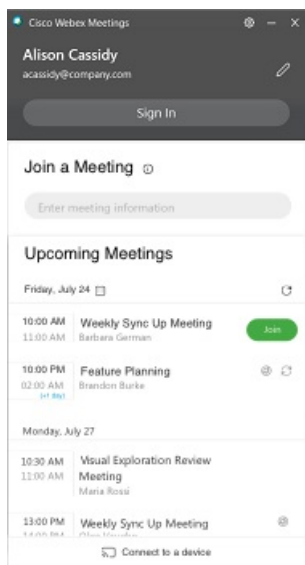 Cisco Webex Meetings
Alison Cassidy
acassidy@company.com
Sign In
Join a Meeting
Enter meeting information
Upcoming Meetings
Friday, July 24
10:00 AM Weekly Sync Up Meeting Join
11:00 AM Barbara German
10:00 PM Feature Planning
02:00 AM Brandon Burke
(+1 day)
Monday, July 27
10:30 AM Visual Exploration Review
11:00 AM Meeting
Maria Rossi
13:00 PM Weekly Sync Up Meeting
Connect to a device